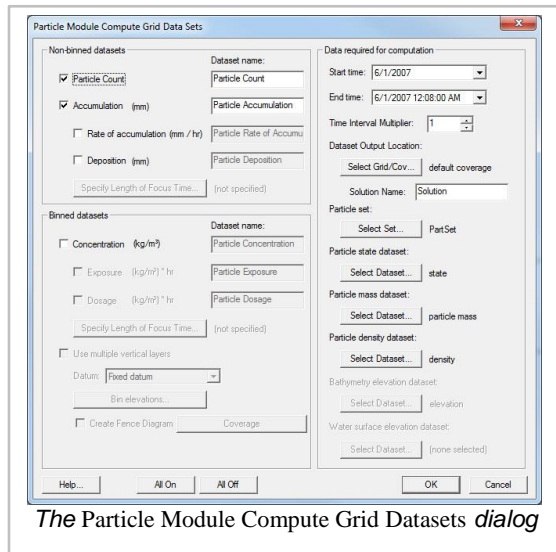 Particle Module Compute Grid Data Sets
Non-binned datasets
Dataset name:
Particle Count
Particle Count
Accumulation (mm)
Particle Accumulation
Rate of accumulation (mm / hr)
Particle Rate of Accumu
Deposition (mm)
Particle Deposition
Specify Length of Focus Time...
(not specified)
Binned datasets
Dataset name:
Concentration (kg/m³)
Particle Concentration
Exposure (kg/m³) * hr
Particle Exposure
Dosage (kg/m³) * hr
Particle Dosage
Specify Length of Focus Time...
(not specified)
Use multiple vertical layers
Datum: Fixed datum
Bin elevations...
Create Fence Diagram
Coverage
Data required for computation
Start time: 6/1/2007
End time: 6/1/2007 12:08:00 AM
Time Interval Multiplier: 1
Dataset Output Location:
Select Grid/Cov... default coverage
Solution Name: Solution
Particle set:
Select Set... PartSet
Particle state dataset:
Select Dataset... state
Particle mass dataset:
Select Dataset... particle mass
Particle density dataset:
Select Dataset... density
Bathymetry elevation dataset:
Select Dataset... elevation
Water surface elevation dataset:
Select Dataset... (none selected)
Help... All On All Off OK Cancel
The Particle Module Compute Grid Datasets dialog